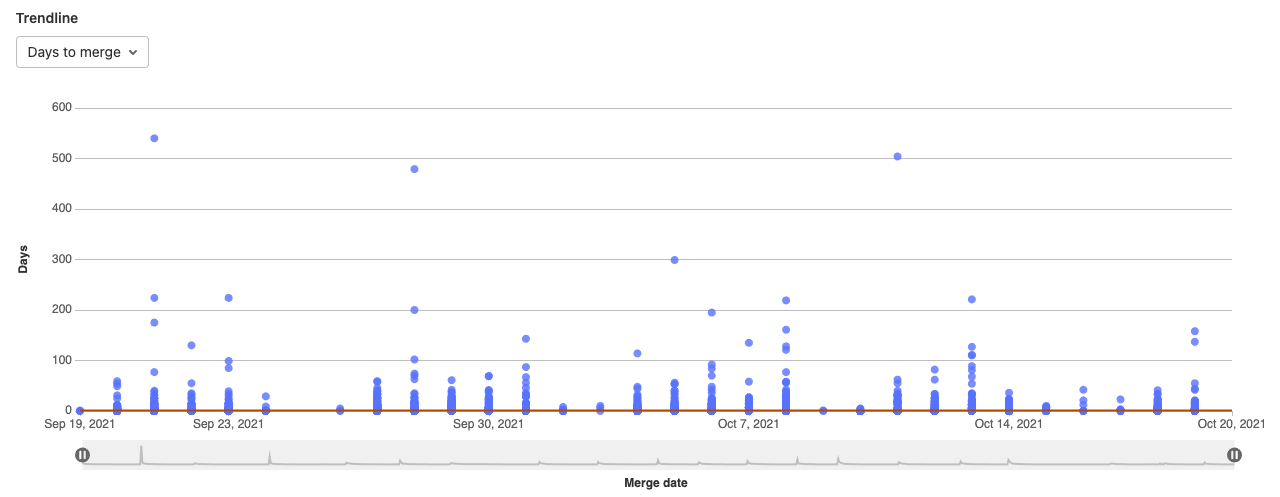 Trendline
Days to merge
600
500
400
300
200
100
0
Days
Sep 19, 2021 Sep 23, 2021 Sep 30, 2021 Oct 7, 2021 Oct 14, 2021 Oct 20, 2021
Merge date